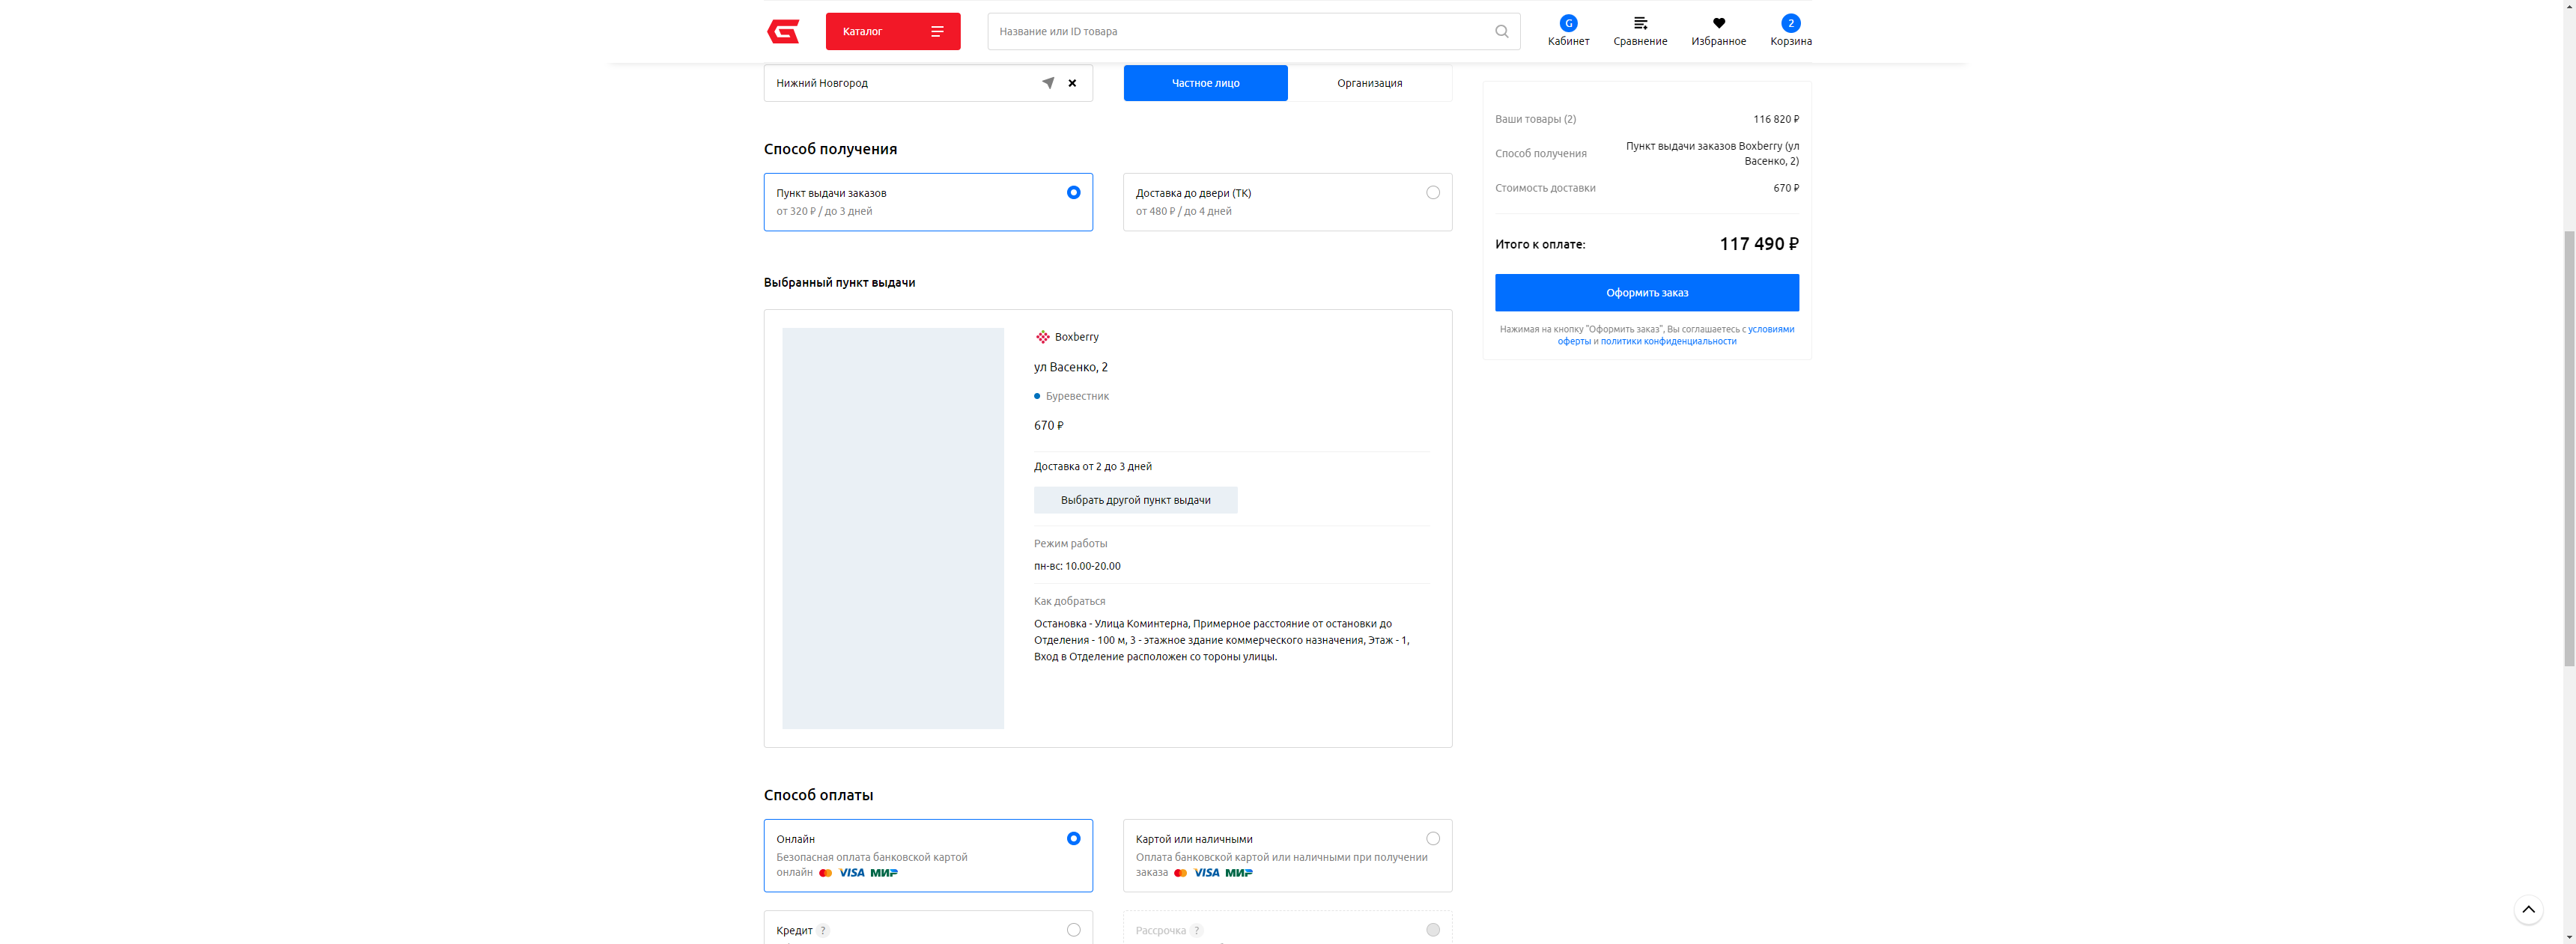 Каталог
Название или ID товара
G
Кабинет
Сравнение
Избранное
2
Корзина
Нижний Новгород
Частное лицо
Организация
Способ получения
Пункт выдачи заказов
от 320 ₽ / до 3 дней
Доставка до двери (ТК)
от 480 ₽ / до 4 дней
Выбранный пункт выдачи
Boxberry
ул Васенко, 2
Буревестник
670 ₽
Доставка от 2 до 3 дней
Выбрать другой пункт выдачи
Режим работы
пн-вс: 10.00-20.00
Как добраться
Остановка - Улица Коминтерна, Примерное расстояние от остановки до
Отделения - 100 м, 3 - этажное здание коммерческого назначения, Этаж - 1,
Вход в Отделение расположен со тороны улицы.
Способ оплаты
Онлайн
Безопасная оплата банковской картой
онлайн VISA МИР
Картой или наличными
Оплата банковской картой или наличными при получении
заказа VISA МИР
Кредит ?
Рассрочка ?
Ваши товары (2)
116 820 ₽
Способ получения
Пункт выдачи заказов Boxberry (ул
Васенко, 2)
Стоимость доставки
670 ₽
Итого к оплате:
117 490 ₽
Оформить заказ
Нажимая на кнопку "Оформить заказ", Вы соглашаетесь с условиями
оферты и политики конфиденциальности